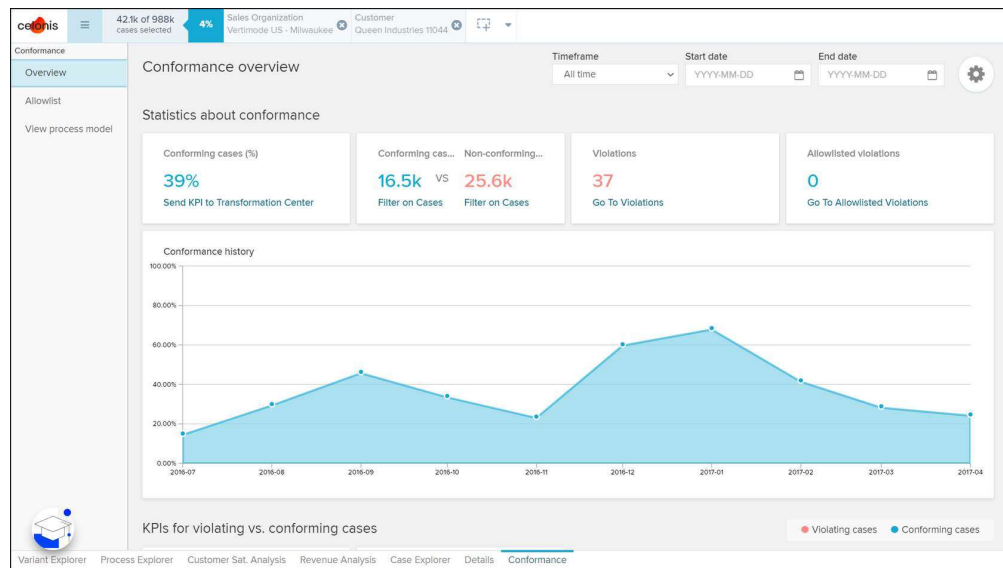 celonis
42.1k of 988k
cases selected
4%
Sales Organization
Vertimode US - Milwaukee
Customer
Queen Industries 11044
Conformance
Overview
Allowlist
View process model
Conformance overview
Timeframe
All time
Start date
YYYY-MM-DD
End date
YYYY-MM-DD
Statistics about conformance
Conforming cases (%)
39%
Send KPI to Transformation Center
Conforming cas... Non-conforming...
16.5k VS 25.6k
Filter on Cases Filter on Cases
Violations
37
Go To Violations
Allowlisted violations
0
Go To Allowlisted Violations
Conformance history
100.00%
80.00%
60.00%
40.00%
20.00%
0.00%
2016-07 2016-08 2016-09 2016-10 2016-11 2016-12 2017-01 2017-02 2017-03 2017-04
KPIs for violating vs. conforming cases
Violating cases Conforming cases
Variant Explorer Process Explorer Customer Sat. Analysis Revenue Analysis Case Explorer Details Conformance